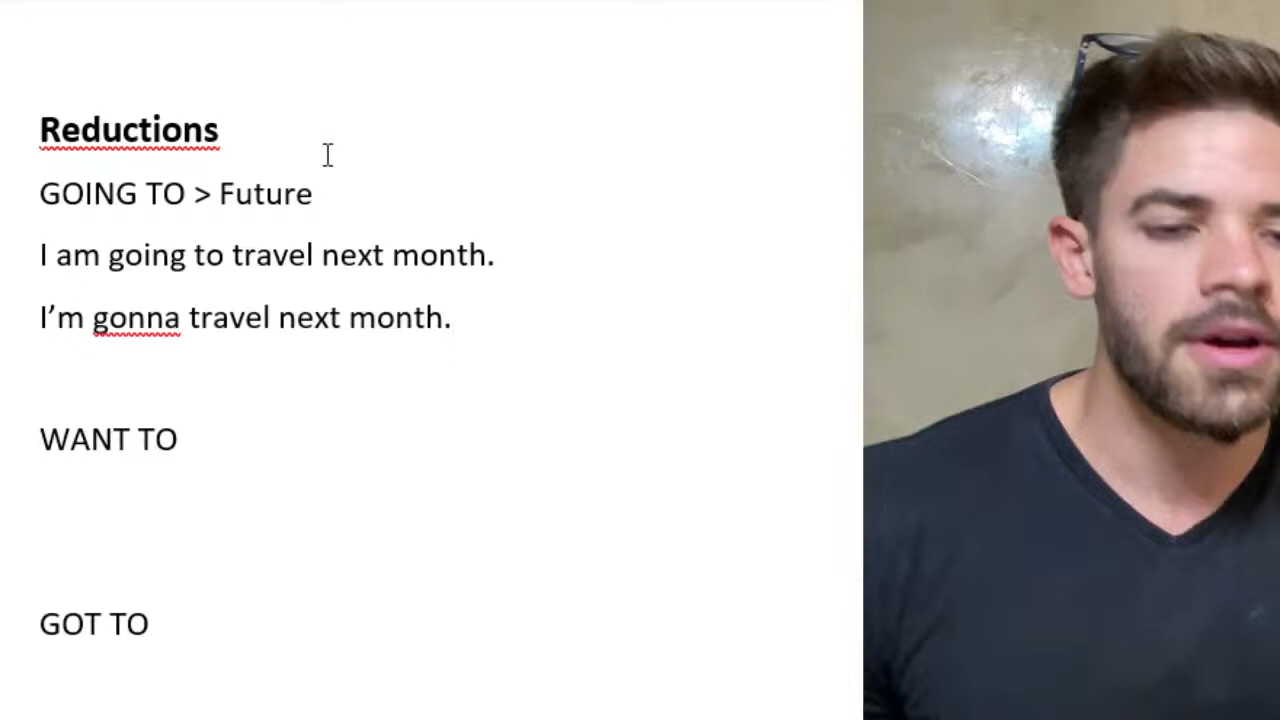 Reductions
GOING TO > Future
I am going to travel next month.
I’m gonna travel next month.
WANT TO
GOT TO